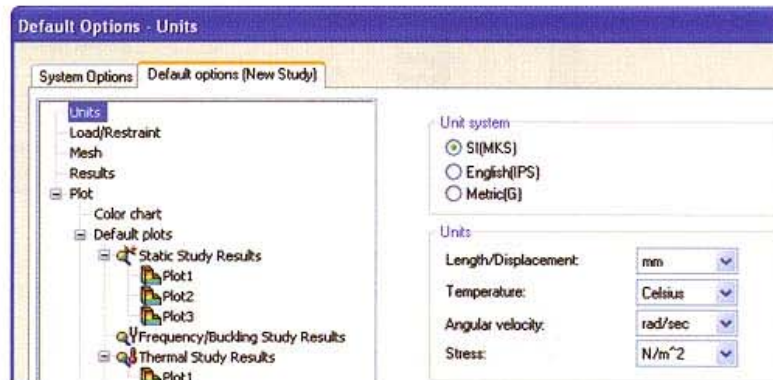 Default Options - Units
System Options
Default options (New Study)
Units
Load/Restraint
Mesh
Results
Plot
Color chart
Default plots
Static Study Results
Plot1
Plot2
Plot3
Frequency/Buckling Study Results
Thermal Study Results
Plot1
Unit system
SI(MKS)
English(IPS)
Metric(G)
Units
Length/Displacement: mm
Temperature: Celsius
Angular velocity: rad/sec
Stress: N/m^2